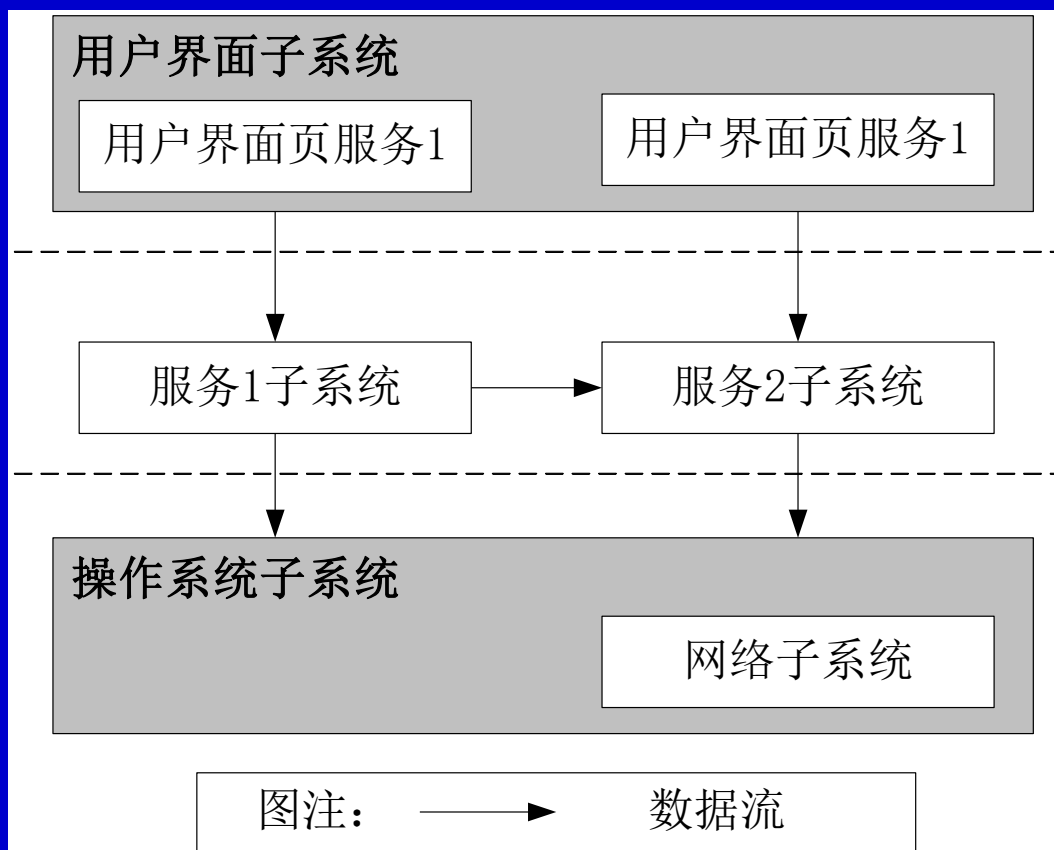 用户界面子系统
用户界面页服务1
用户界面页服务1
服务1子系统
服务2子系统
操作系统子系统
网络子系统
图注： 数据流